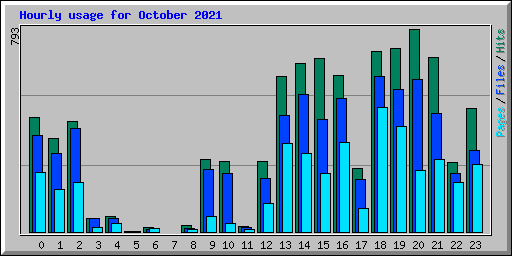 Hourly usage for October 2021
793
Pages/Files/Hits
0 1 2 3 4 5 6 7 8 9 10 11 12 13 14 15 16 17 18 19 20 21 22 23